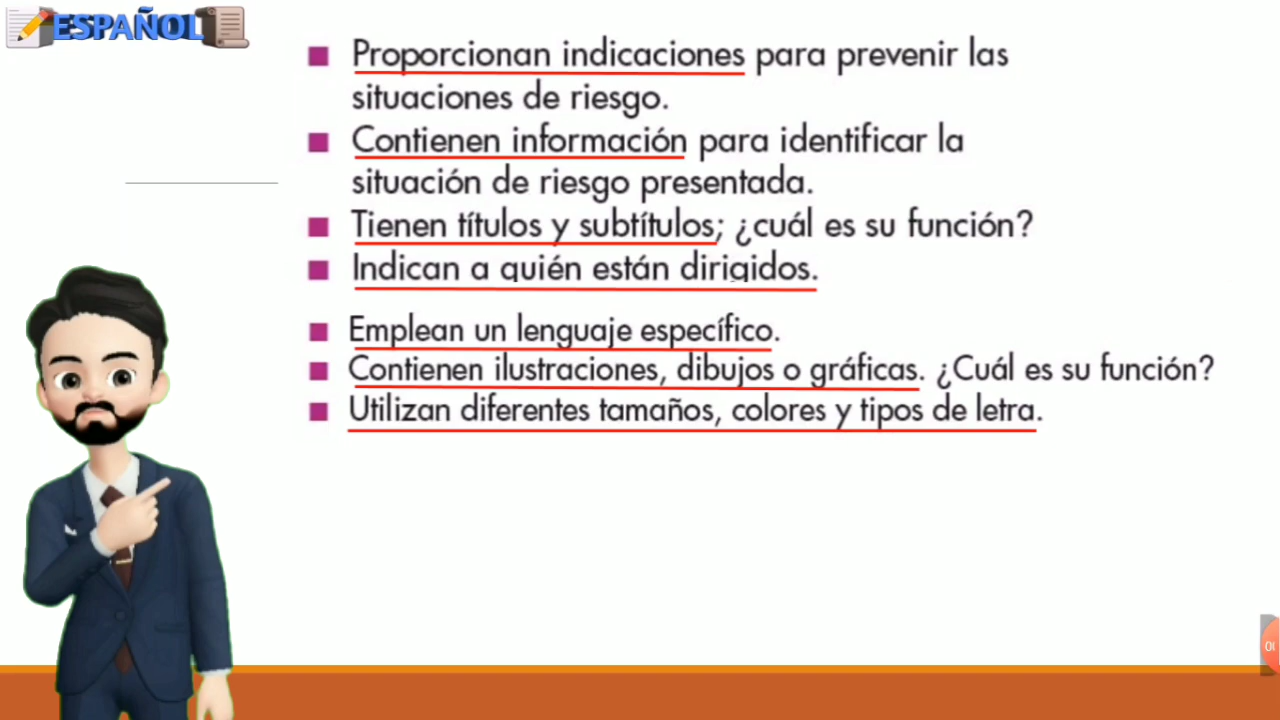 ESPAÑOL
Proporcionan indicaciones para prevenir las
situaciones de riesgo.
Contienen información para identificar la
situación de riesgo presentada.
Tienen títulos y subtítulos; ¿cuál es su función?
Indican a quién están dirigidos.
Emplean un lenguaje específico.
Contienen ilustraciones, dibujos o gráficas. ¿Cuál es su función?
Utilizan diferentes tamaños, colores y tipos de letra.